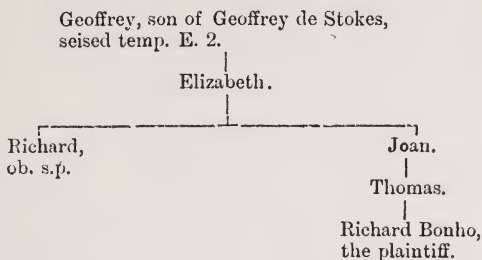 Geoffrey, son of Geoffrey de Stokes,
seised temp. E. 2.
Elizabeth.
Richard,
ob. s.p.
Joan.
Thomas.
Richard Bonho,
the plaintiff.